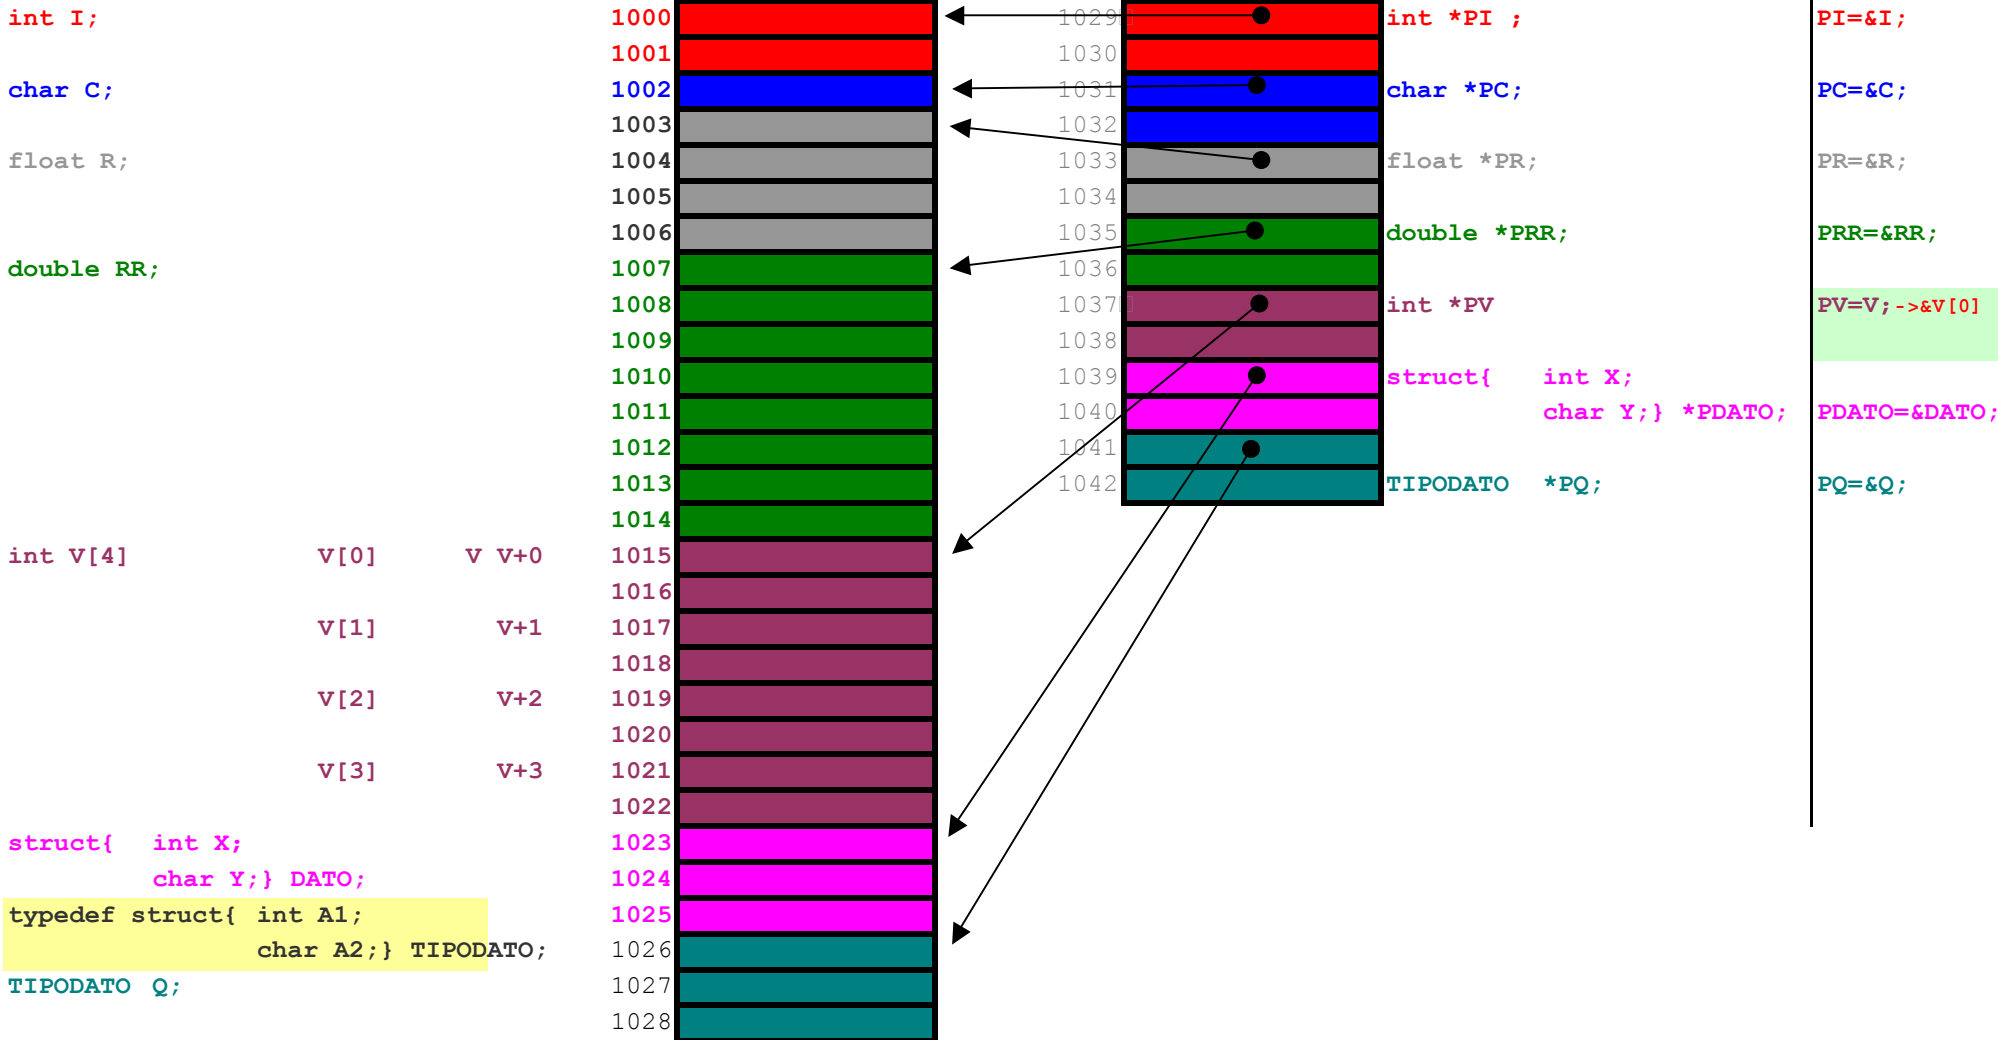 int I; 1000 1029 int *PI ; PI=&I;
1001 1030
char C; 1002 1031 char *PC; PC=&C;
1003 1032
float R; 1004 1033 float *PR; PR=&R;
1005 1034
1006 1035 double *PRR; PRR=&RR;
double RR; 1007 1036
1008 1037 int *PV PV=V;->&V[0]
1009 1038
1010 1039 struct{ int X;
1011 1040 char Y;} *PDATO; PDATO=&DATO;
1012 1041
1013 1042 TIPODATO *PQ; PQ=&Q;
1014
int V[4] V[0] V V+0 1015
1016
V[1] V+1 1017
1018
V[2] V+2 1019
1020
V[3] V+3 1021
1022
struct{ int X; 1023
char Y;} DATO; 1024
typedef struct{ int A1; 1025
char A2;} TIPODATO; 1026
TIPODATO Q; 1027
1028